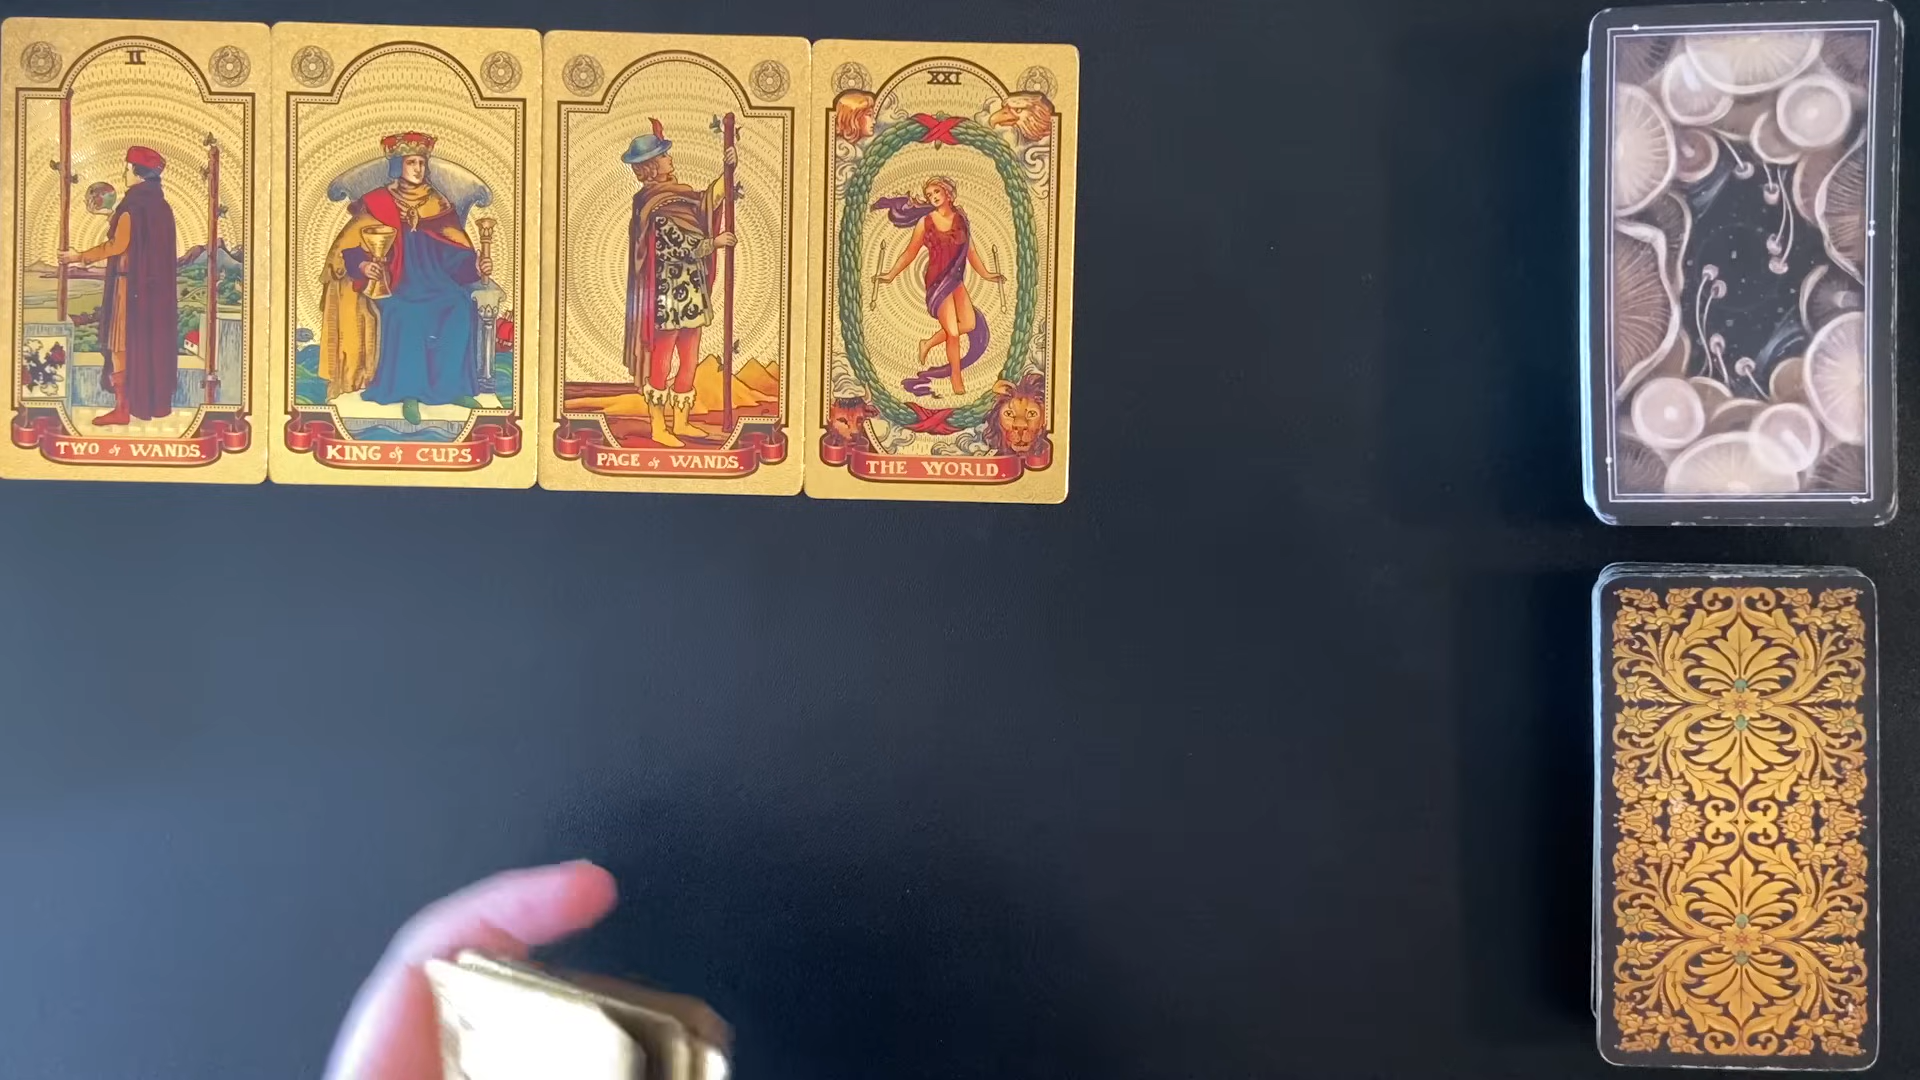 II
TWO of WANDS.
KING of CUPS.
PAGE of WANDS.
XXI
THE WORLD.